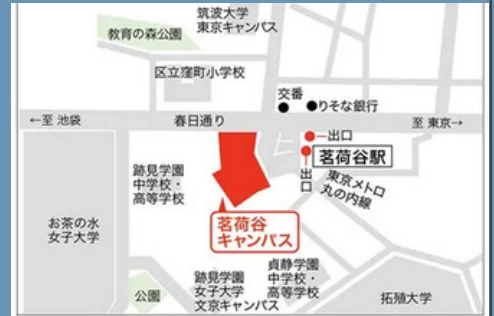 筑波大学
東京キャンパス
教育の森公園
区立窪町小学校
交番
りそな銀行
←至 池袋
春日通り
至 東京→
出口
茗荷谷駅
出口
東京メトロ
丸の内線
跡見学園
中学校・
高等学校
お茶の水
女子大学
茗荷谷
キャンパス
貞静学園
中学校・
高等学校
跡見学園
女子大学
文京キャンパス
公園
拓殖大学